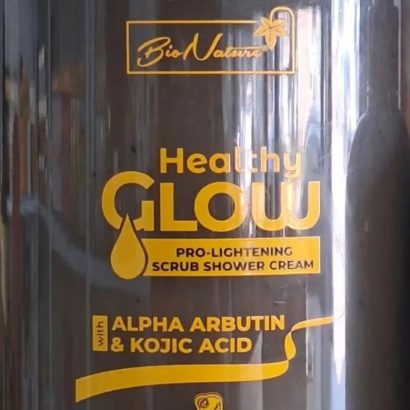 BioNature
Healthy
GLOW
PRO-LIGHTENING
SCRUB SHOWER CREAM
with
ALPHA ARBUTIN
& KOJIC ACID